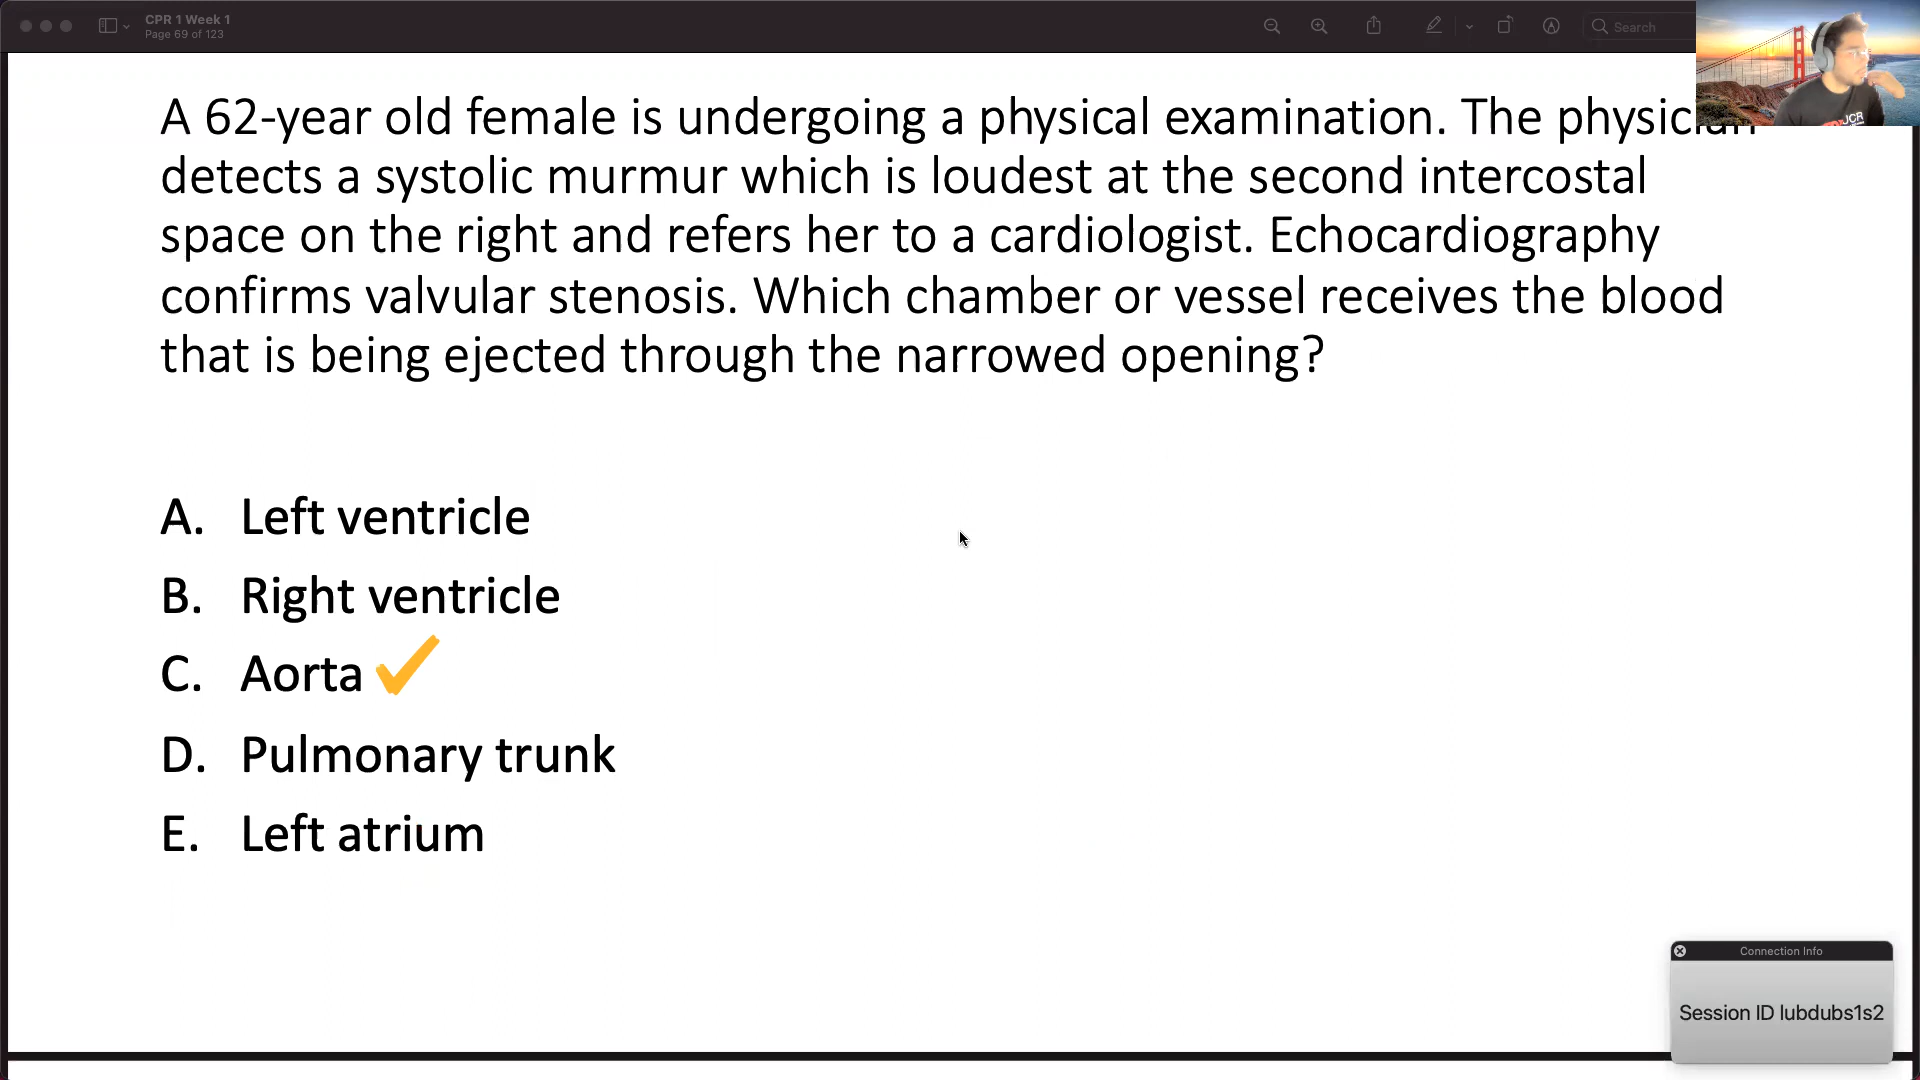 CPR 1 Week 1
Page 69 of 123
Search
A 62-year old female is undergoing a physical examination. The physician
detects a systolic murmur which is loudest at the second intercostal
space on the right and refers her to a cardiologist. Echocardiography
confirms valvular stenosis. Which chamber or vessel receives the blood
that is being ejected through the narrowed opening?
A. Left ventricle
B. Right ventricle
C. Aorta
D. Pulmonary trunk
E. Left atrium
Connection Info
Session ID lubdubs1s2